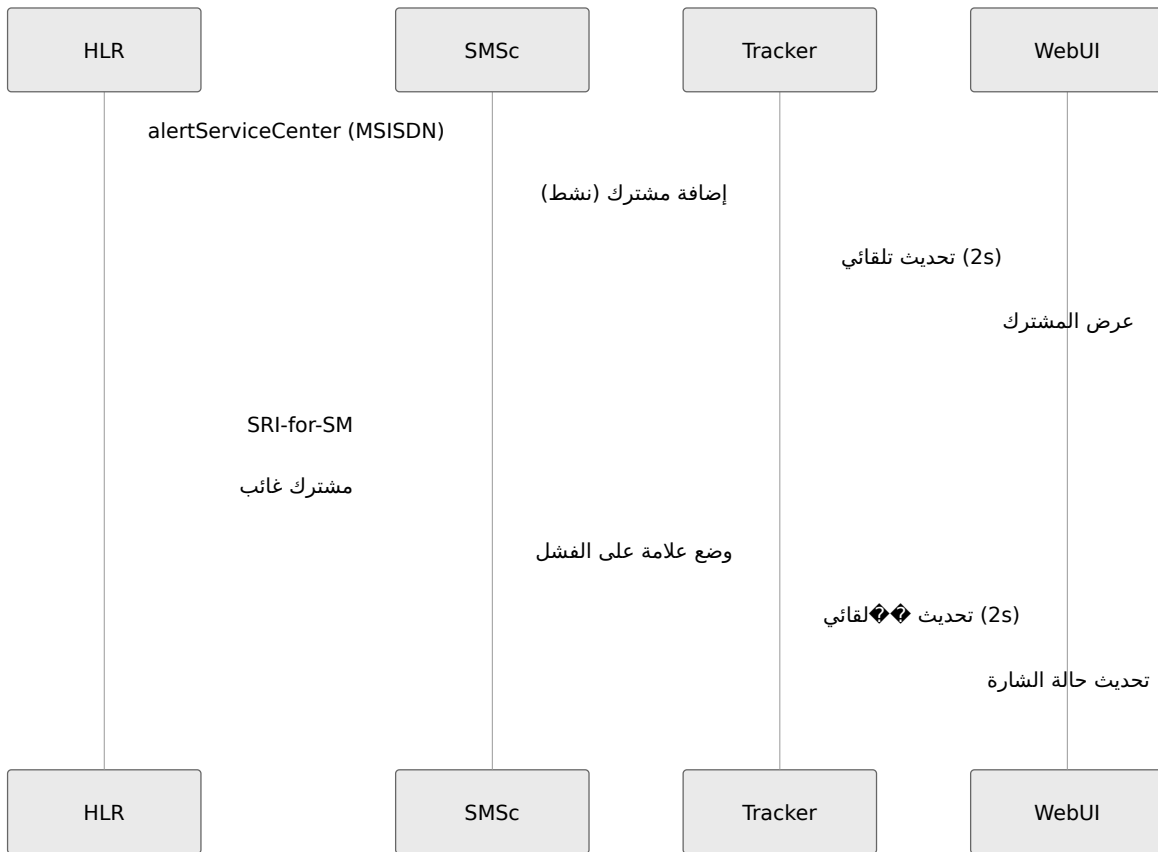 HLR
SMSc
Tracker
WebUI
alertServiceCenter (MSISDN)
إضافة مشترك (نشط)
تحديث تلقائي (2s)
عرض المشترك
SRI-for-SM
مشترك غائب
وضع علامة على الفشل
تحديث ��لقائي (2s)
تحديث حالة الشارة
HLR
SMSc
Tracker
WebUI